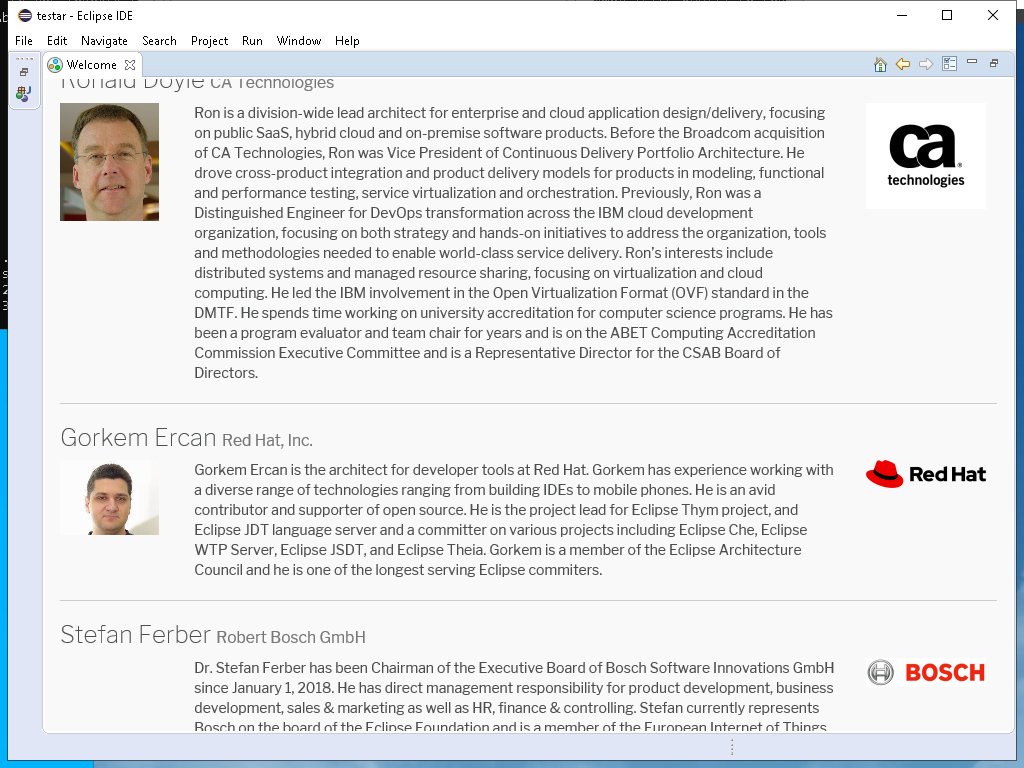 testar - Eclipse IDE
File Edit Navigate Search Project Run Window Help
Welcome
Ronald Doyle CA Technologies
Ron is a division-wide lead architect for enterprise and cloud application design/delivery, focusing
on public SaaS, hybrid cloud and on-premise software products. Before the Broadcom acquisition
of CA Technologies, Ron was Vice President of Continuous Delivery Portfolio Architecture. He
drove cross-product integration and product delivery models for products in modeling, functional
and performance testing, service virtualization and orchestration. Previously, Ron was a
Distinguished Engineer for DevOps transformation across the IBM cloud development
organization, focusing on both strategy and hands-on initiatives to address the organization, tools
and methodologies needed to enable world-class service delivery. Ron's interests include
distributed systems and managed resource sharing, focusing on virtualization and cloud
computing. He led the IBM involvement in the Open Virtualization Format (OVF) standard in the
DMTF. He spends time working on university accreditation for computer science programs. He has
been a program evaluator and team chair for years and is on the ABET Computing Accreditation
Commission Executive Committee and is a Representative Director for the CSAB Board of
Directors.
ca
technologies
Gorkem Ercan Red Hat, Inc.
Gorkem Ercan is the architect for developer tools at Red Hat. Gorkem has experience working with
a diverse range of technologies ranging from building IDEs to mobile phones. He is an avid
contributor and supporter of open source. He is the project lead for Eclipse Thym project, and
Eclipse JDT language server and a committer on various projects including Eclipse Che, Eclipse
WTP Server, Eclipse JSDT, and Eclipse Theia. Gorkem is a member of the Eclipse Architecture
Council and he is one of the longest serving Eclipse commiters.
Red Hat
Stefan Ferber Robert Bosch GmbH
Dr. Stefan Ferber has been Chairman of the Executive Board of Bosch Software Innovations GmbH
since January 1, 2018. He has direct management responsibility for product development, business
development, sales & marketing as well as HR, finance & controlling. Stefan currently represents
Bosch on the board of the Eclipse Foundation and is a member of the European Internet of Things
BOSCH